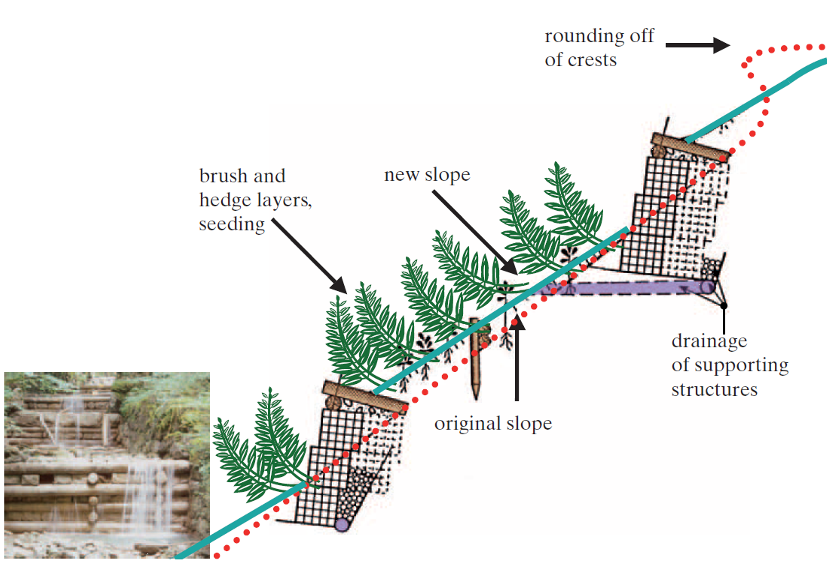 rounding off
of crests
brush and
hedge layers,
seeding
new slope
drainage
of supporting
structures
original slope